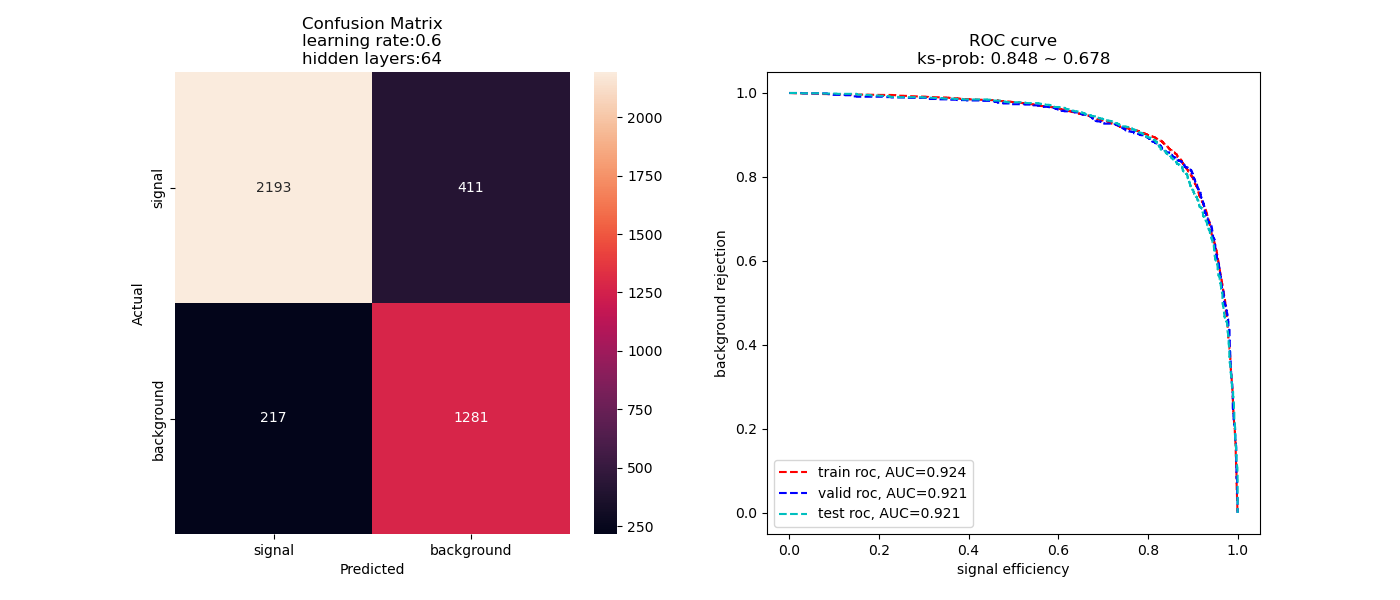 Confusion Matrix
learning rate:0.6
hidden layers:64
signal
background
Actual
2193
411
217
1281
signal
background
Predicted
2000
1750
1500
1250
1000
750
500
250
ROC curve
ks-prob: 0.848 ~ 0.678
background rejection
1.0
0.8
0.6
0.4
0.2
0.0
train roc, AUC=0.924
valid roc, AUC=0.921
test roc, AUC=0.921
0.0
0.2
0.4
0.6
0.8
1.0
signal efficiency